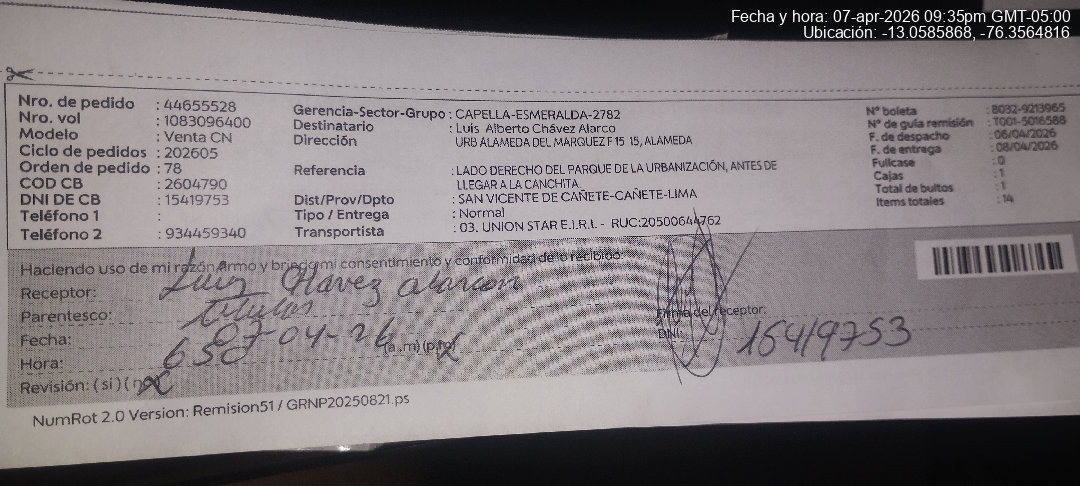 Fecha y hora: 07-apr-2026 09:35pm GMT-05:00
Ubicación: -13.0585868, -76.3564816
Nro. de pedido : 44655528
Nro. vol : 1083096400
Modelo : Venta CN
Ciclo de pedidos : 202605
Orden de pedido : 78
COD CB : 2604790
DNI DE CB : 15419753
Teléfono 1 :
Teléfono 2 : 934459340
Gerencia-Sector-Grupo : CAPELLA-ESMERALDA-2782
Destinatario : Luis Alberto Chávez Alarco
Dirección : URB ALAMEDA DEL MARQUEZ F 15 15, ALAMEDA
Referencia : LADO DERECHO DEL PARQUE DE LA URBANIZACIÓN, ANTES DE
LLEGAR A LA CANCHITA
Dist/Prov/Dpto : SAN VICENTE DE CAÑETE-CAÑETE-LIMA
Tipo / Entrega : Normal
Transportista : 03. UNION STAR E.I.R.L. - RUC:20500644762
N° boleta : B032-9213965
N° de guía remisión : T001-5016588
F. de despacho : 06/04/2026
F. de entrega : 08/04/2026
Fullcase : 0
Cajas : 1
Total de bultos : 1
Items totales : 14
Haciendo uso de mi razón Armo y brindo mi consentimiento y conformidad de lo recibido:
Receptor: Luis Chavez alarcon
Parentesco: titular
Fecha: 07-04-26
Hora: 650 (a.m) (p.m)
Revisión: (si) (no)
Firma del receptor:
DNI: 15419753
NumRot 2.0 Version: Remision51 / GRNP20250821.ps